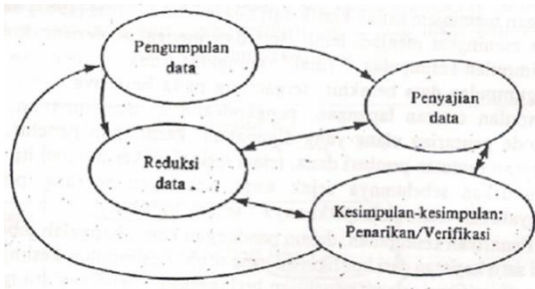 Pengumpulan
data
Penyajian
data
Reduksi
data
Kesimpulan-kesimpulan:
Penarikan/Verifikasi